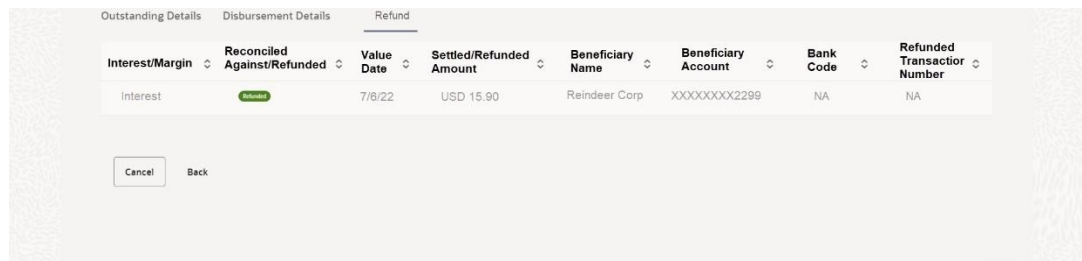 Outstanding Details Disbursement Details Refund
Interest/Margin Reconciled Against/Refunded Value Date Settled/Refunded Amount Beneficiary Name Beneficiary Account Bank Code Refunded Transactior Number
Interest Refunded 7/6/22 USD 15.90 Reindeer Corp XXXXXXXX2299 NA NA
Cancel Back